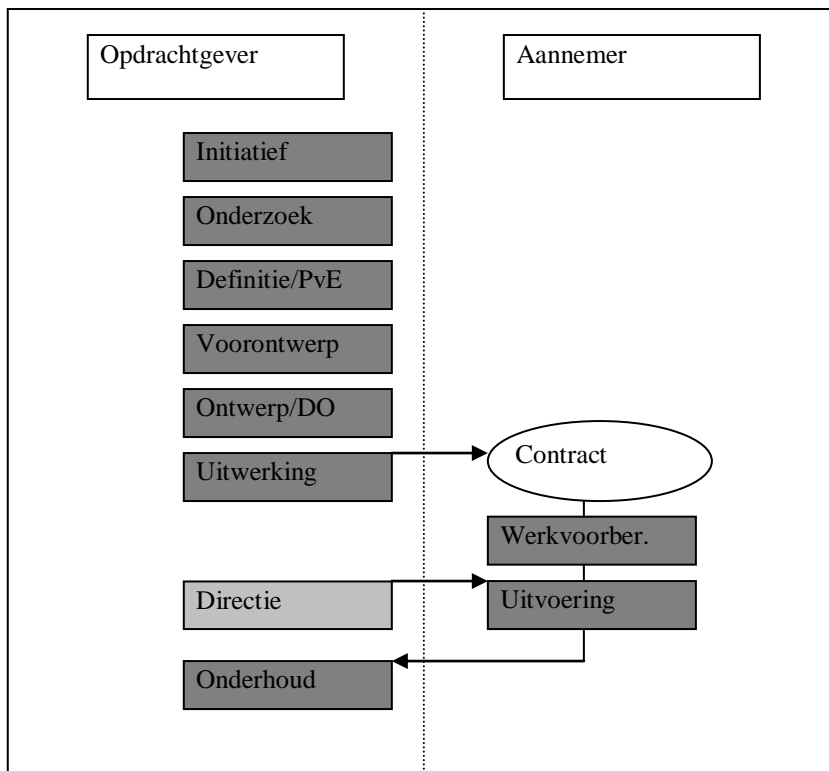 Opdrachtgever
Aannemer
Initiatief
Onderzoek
Definitie/PvE
Voorontwerp
Ontwerp/DO
Uitwerking
Contract
Werkvoorber.
Directie
Uitvoering
Onderhoud